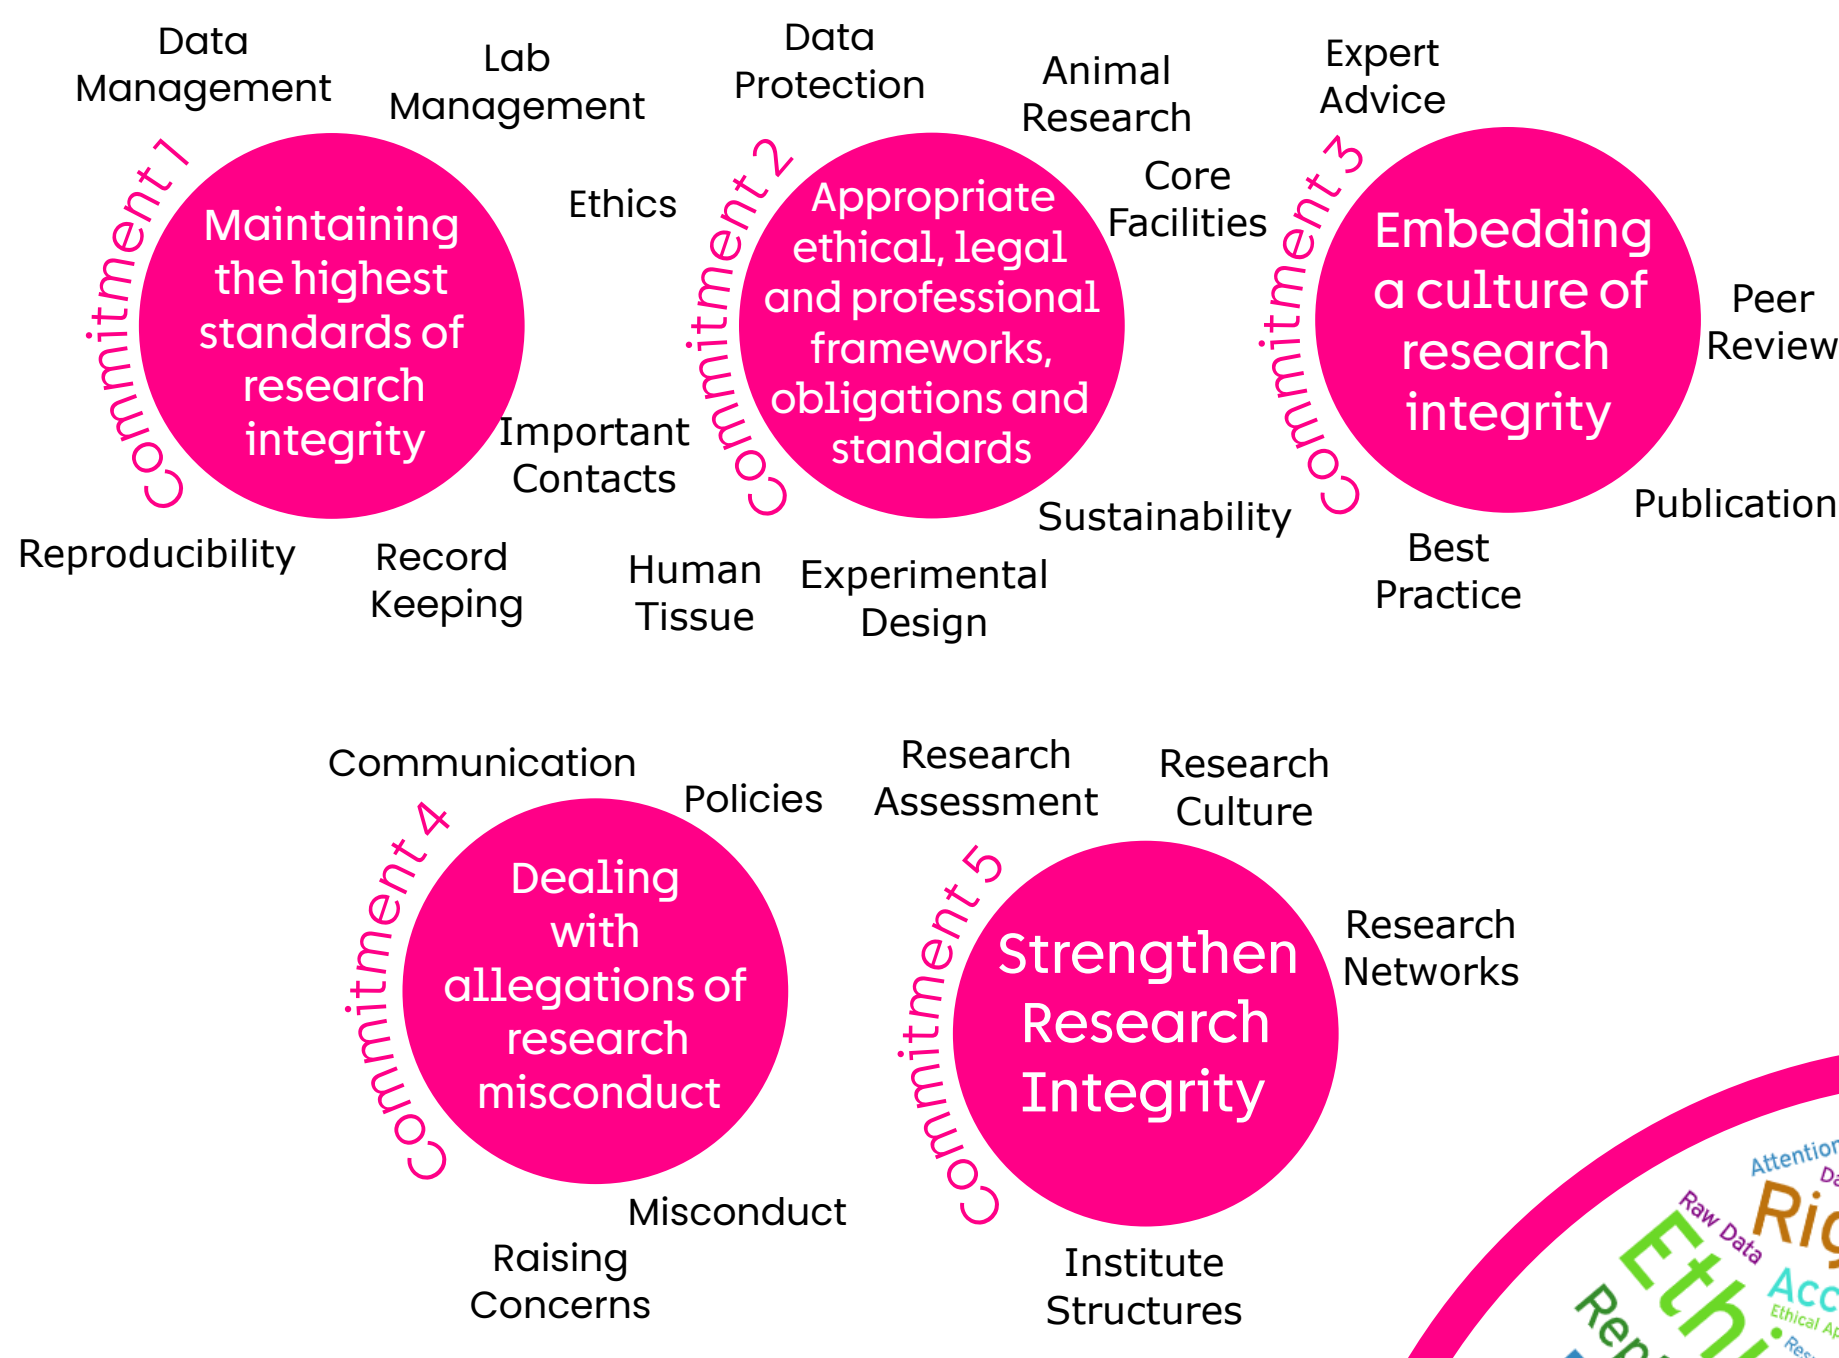 Data
Management
Lab
Management
Commitment 1
Maintaining
the highest
standards of
research
integrity
Reproducibility
Record
Keeping
Important
Contacts
Ethics
Data
Protection
Animal
Research
Core
Facilities
Commitment 2
Appropriate
ethical, legal
and professional
frameworks,
obligations and
standards
Sustainability
Human
Tissue
Experimental
Design
Expert
Advice
Commitment 3
Embedding
a culture of
research
integrity
Peer
Review
Publication
Best
Practice
Communication
Policies
Commitment 4
Dealing
with
allegations of
research
misconduct
Misconduct
Raising
Concerns
Research
Assessment
Research
Culture
Commitment 5
Strengthen
Research
Integrity
Research
Networks
Institute
Structures
Attention
Raw Data
Ethical